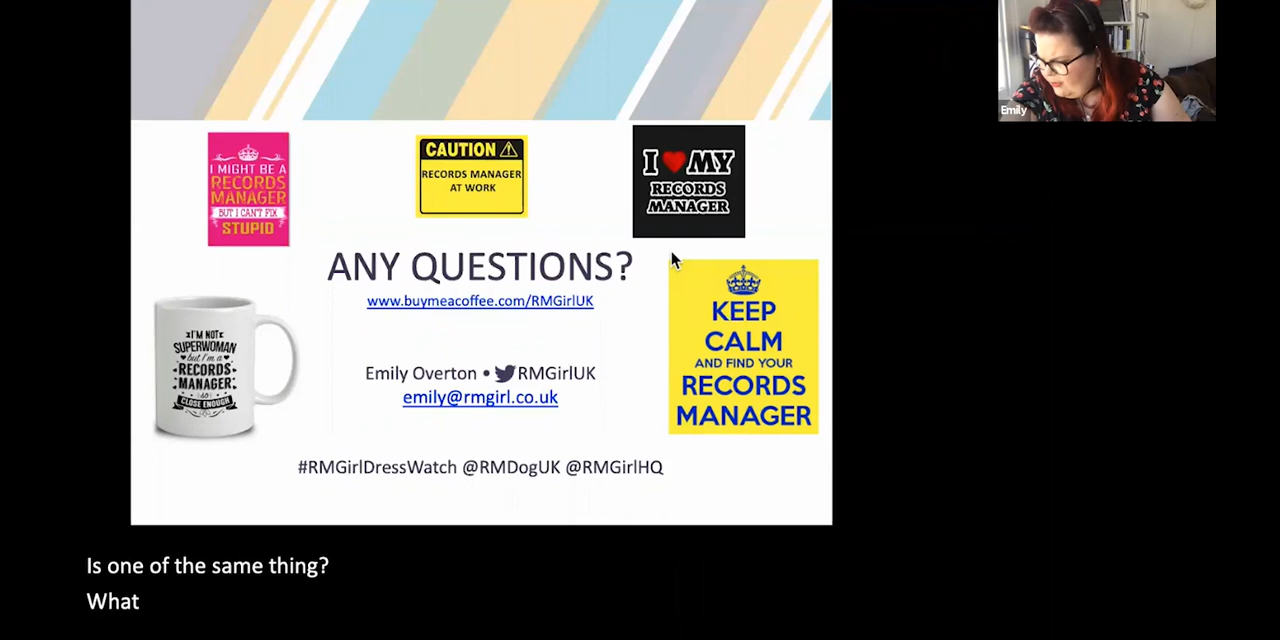 Emily
I MIGHT BE A
RECORDS
MANAGER
BUT I CAN'T FIX
STUPID
CAUTION
RECORDS MANAGER
AT WORK
I MY
RECORDS
MANAGER
ANY QUESTIONS?
www.buymeacoffee.com/RMGirlUK
I'M NOT
SUPERWOMAN
but I'm a
RECORDS
MANAGER
SO
CLOSE ENOUGH
Emily Overton • RMGirlUK
emily@rmgirl.co.uk
KEEP
CALM
AND FIND YOUR
RECORDS
MANAGER
#RMGirlDressWatch @RMDogUK @RMGirlHQ
Is one of the same thing?
What